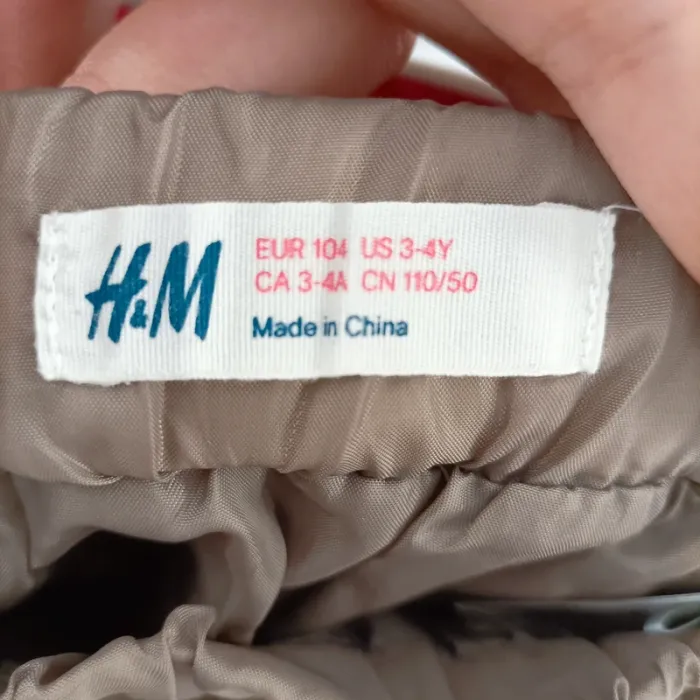 H&M
EUR 104 US 3-4Y
CA 3-4A CN 110/50
Made in China